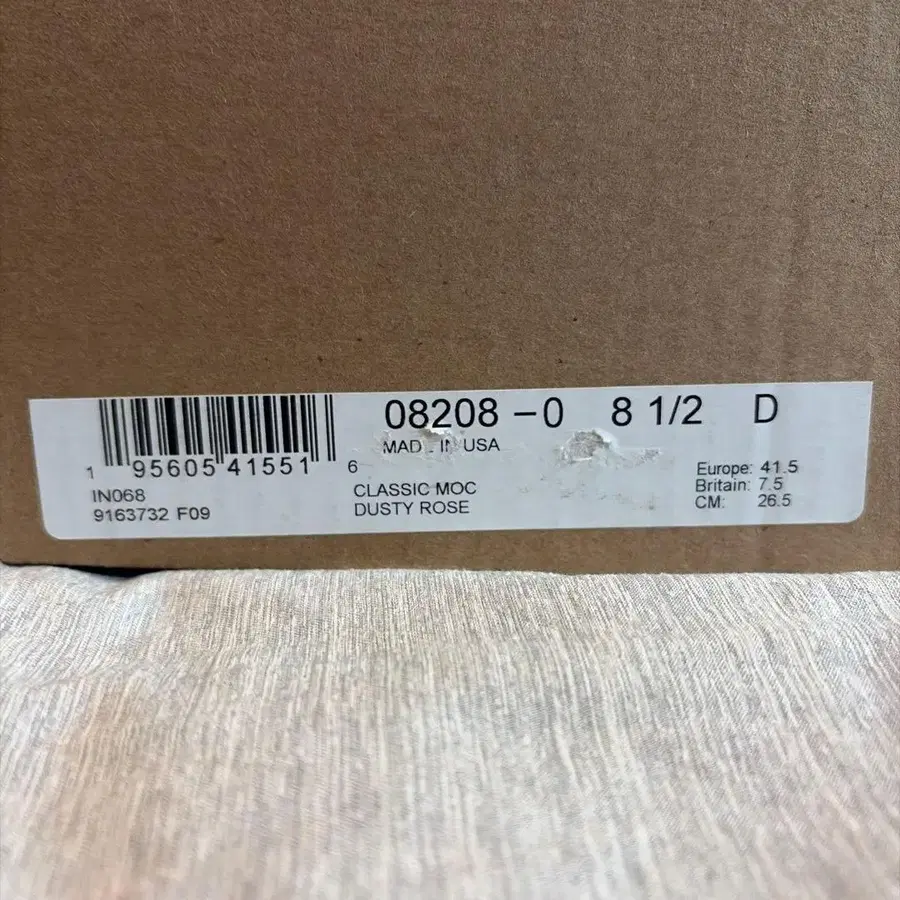 08208 -0 8 1/2 D
MADE IN USA
1 95605 41551 6
IN068
9163732 F09
CLASSIC MOC
DUSTY ROSE
Europe: 41.5
Britain: 7.5
CM: 26.5